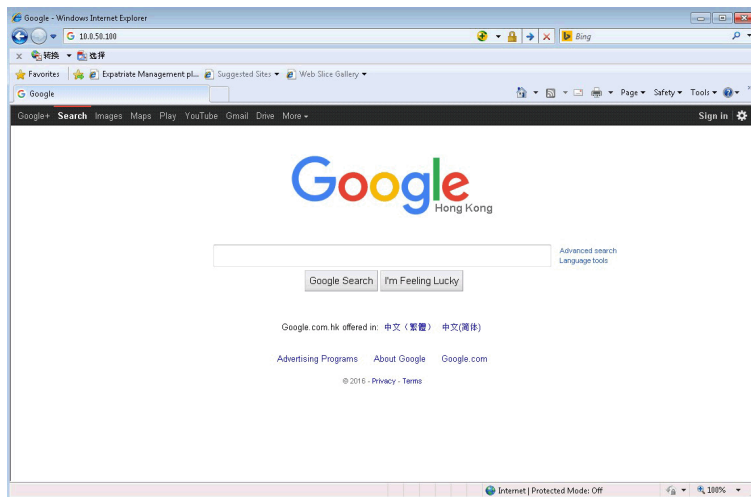 Google - Windows Internet Explorer
10.0.50.100
Bing
x 转换 选择
Favorites Expatriate Management pl... Suggested Sites Web Slice Gallery
Google
Page Safety Tools
Google+ Search Images Maps Play YouTube Gmail Drive More Sign in
Google
Hong Kong
Advanced search
Language tools
Google Search I'm Feeling Lucky
Google.com.hk offered in: 中文（繁體） 中文(简体)
Advertising Programs About Google Google.com
© 2016 - Privacy - Terms
Internet | Protected Mode: Off 100%